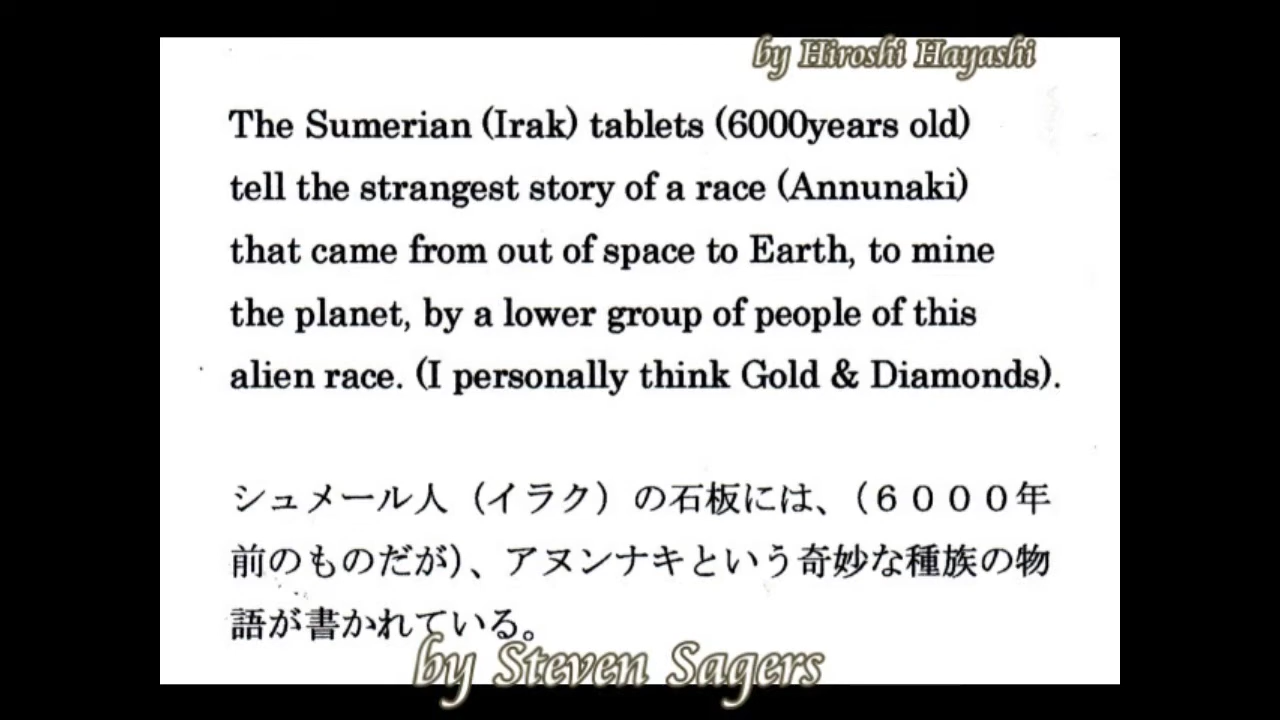 by Hiroshi Hayashi
The Sumerian (Irak) tablets (6000years old)
tell the strangest story of a race (Annunaki)
that came from out of space to Earth, to mine
the planet, by a lower group of people of this
alien race. (I personally think Gold & Diamonds).
シュメール人（イラク）の石板には、（６０００年
前のものだが）、アヌンナキという奇妙な種族の物
語が書かれている。
by Steven Sagers